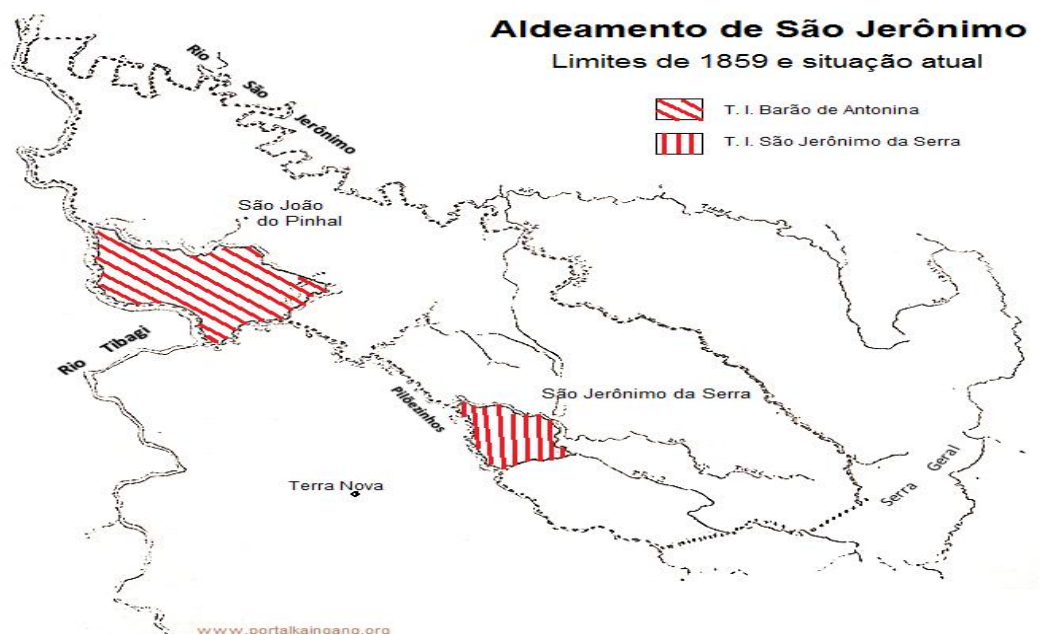 Aldeamento de São Jerônimo
Limites de 1859 e situação atual
T. I. Barão de Antonina
T. I. São Jerônimo da Serra
Rio São Jerônimo
São João
do Pinhal
Rio Tibagi
Pilõezinhos
São Jerônimo da Serra
Terra Nova
Serra Geral
www.portalkaingang.org